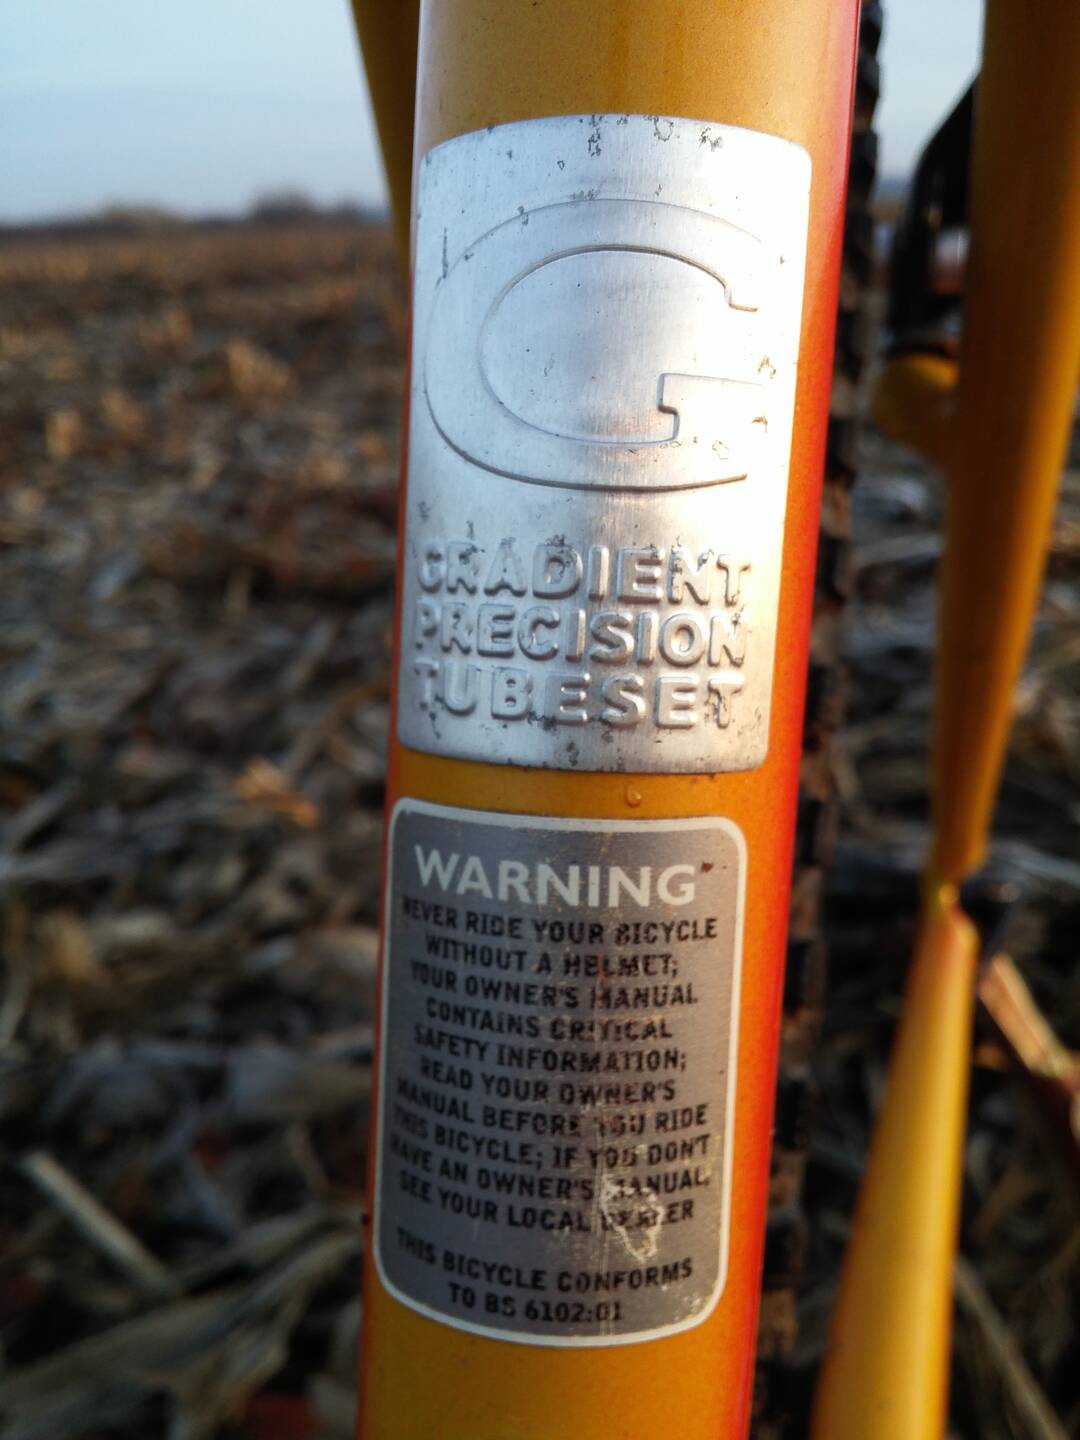 G
GRADIENT
PRECISION
TUBESET
WARNING
NEVER RIDE YOUR BICYCLE
WITHOUT A HELMET;
YOUR OWNER'S MANUAL
CONTAINS CRITICAL
SAFETY INFORMATION;
READ YOUR OWNER'S
MANUAL BEFORE YOU RIDE
THIS BICYCLE; IF YOU DON'T
HAVE AN OWNER'S MANUAL,
SEE YOUR LOCAL DEALER
THIS BICYCLE CONFORMS
TO BS 6102:01